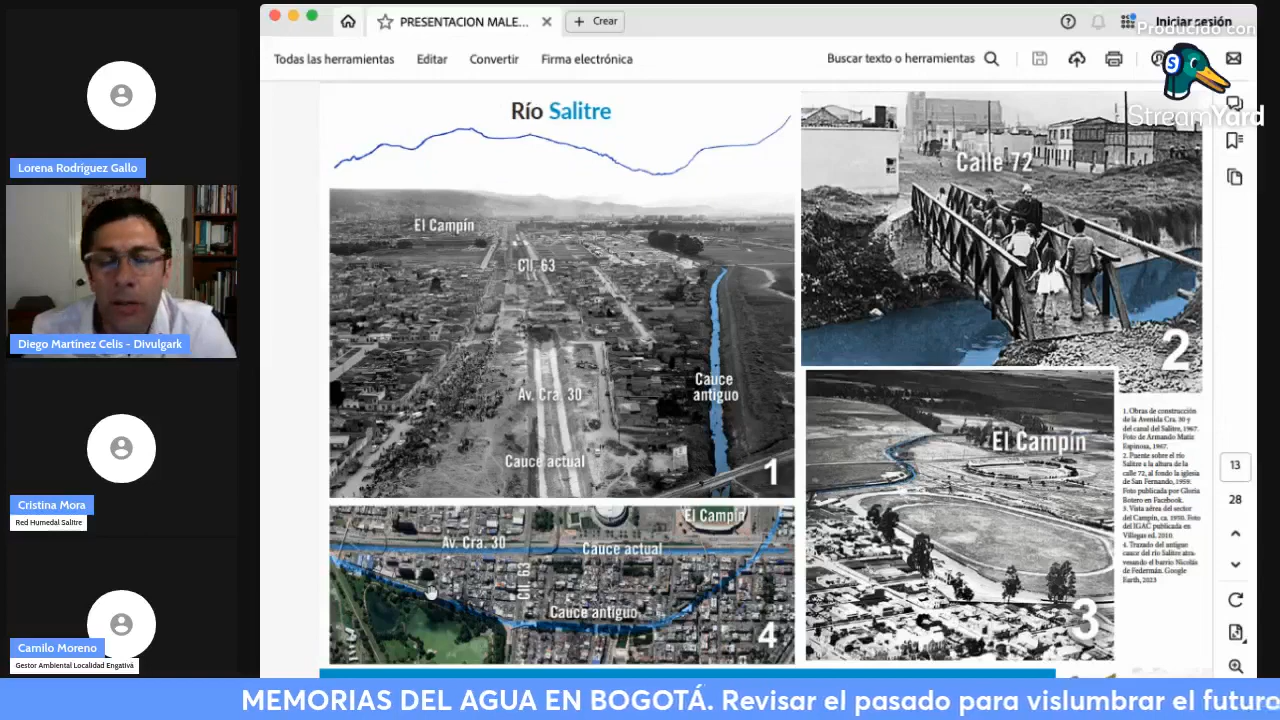 PRESENTACION MALE...
Crear
Iniciar sesión
Producido con
StreamYard
Todas las herramientas
Editar
Convertir
Firma electrónica
Buscar texto o herramientas
Río Salitre
El Campín
Cll. 63
Av. Cra. 30
Cauce
antiguo
Cauce actual
1
Calle 72
2
El Campín
3
El Campín
Av. Cra. 30
Cauce actual
Cll 63
Cauce antiguo
4
1. Obras de construcción
de la Avenida Cra. 30 y
del canal del Salitre, 1967.
Foto de Armando Matiz
Espinosa, 1967.
2. Puente sobre el río
Salitre a la altura de la
calle 72, al fondo la iglesia
de San Fernando, 1959.
Foto publicada por Gloria
Botero en Facebook.
3. Vista aérea del sector
del Campín, ca. 1950. Foto
del IGAC publicada en
Villegas ed. 2010.
4. Trazado del antiguo
cauce del río Salitre atra-
vesando el barrio Nicolás
de Federmán. Google
Earth, 2023
13
28
Lorena Rodríguez Gallo
Diego Martínez Celis - Divulgark
Cristina Mora
Red Humedal Salitre
Camilo Moreno
Gestor Ambiental Localidad Engativá
MEMORIAS DEL AGUA EN BOGOTÁ. Revisar el pasado para vislumbrar el futuro